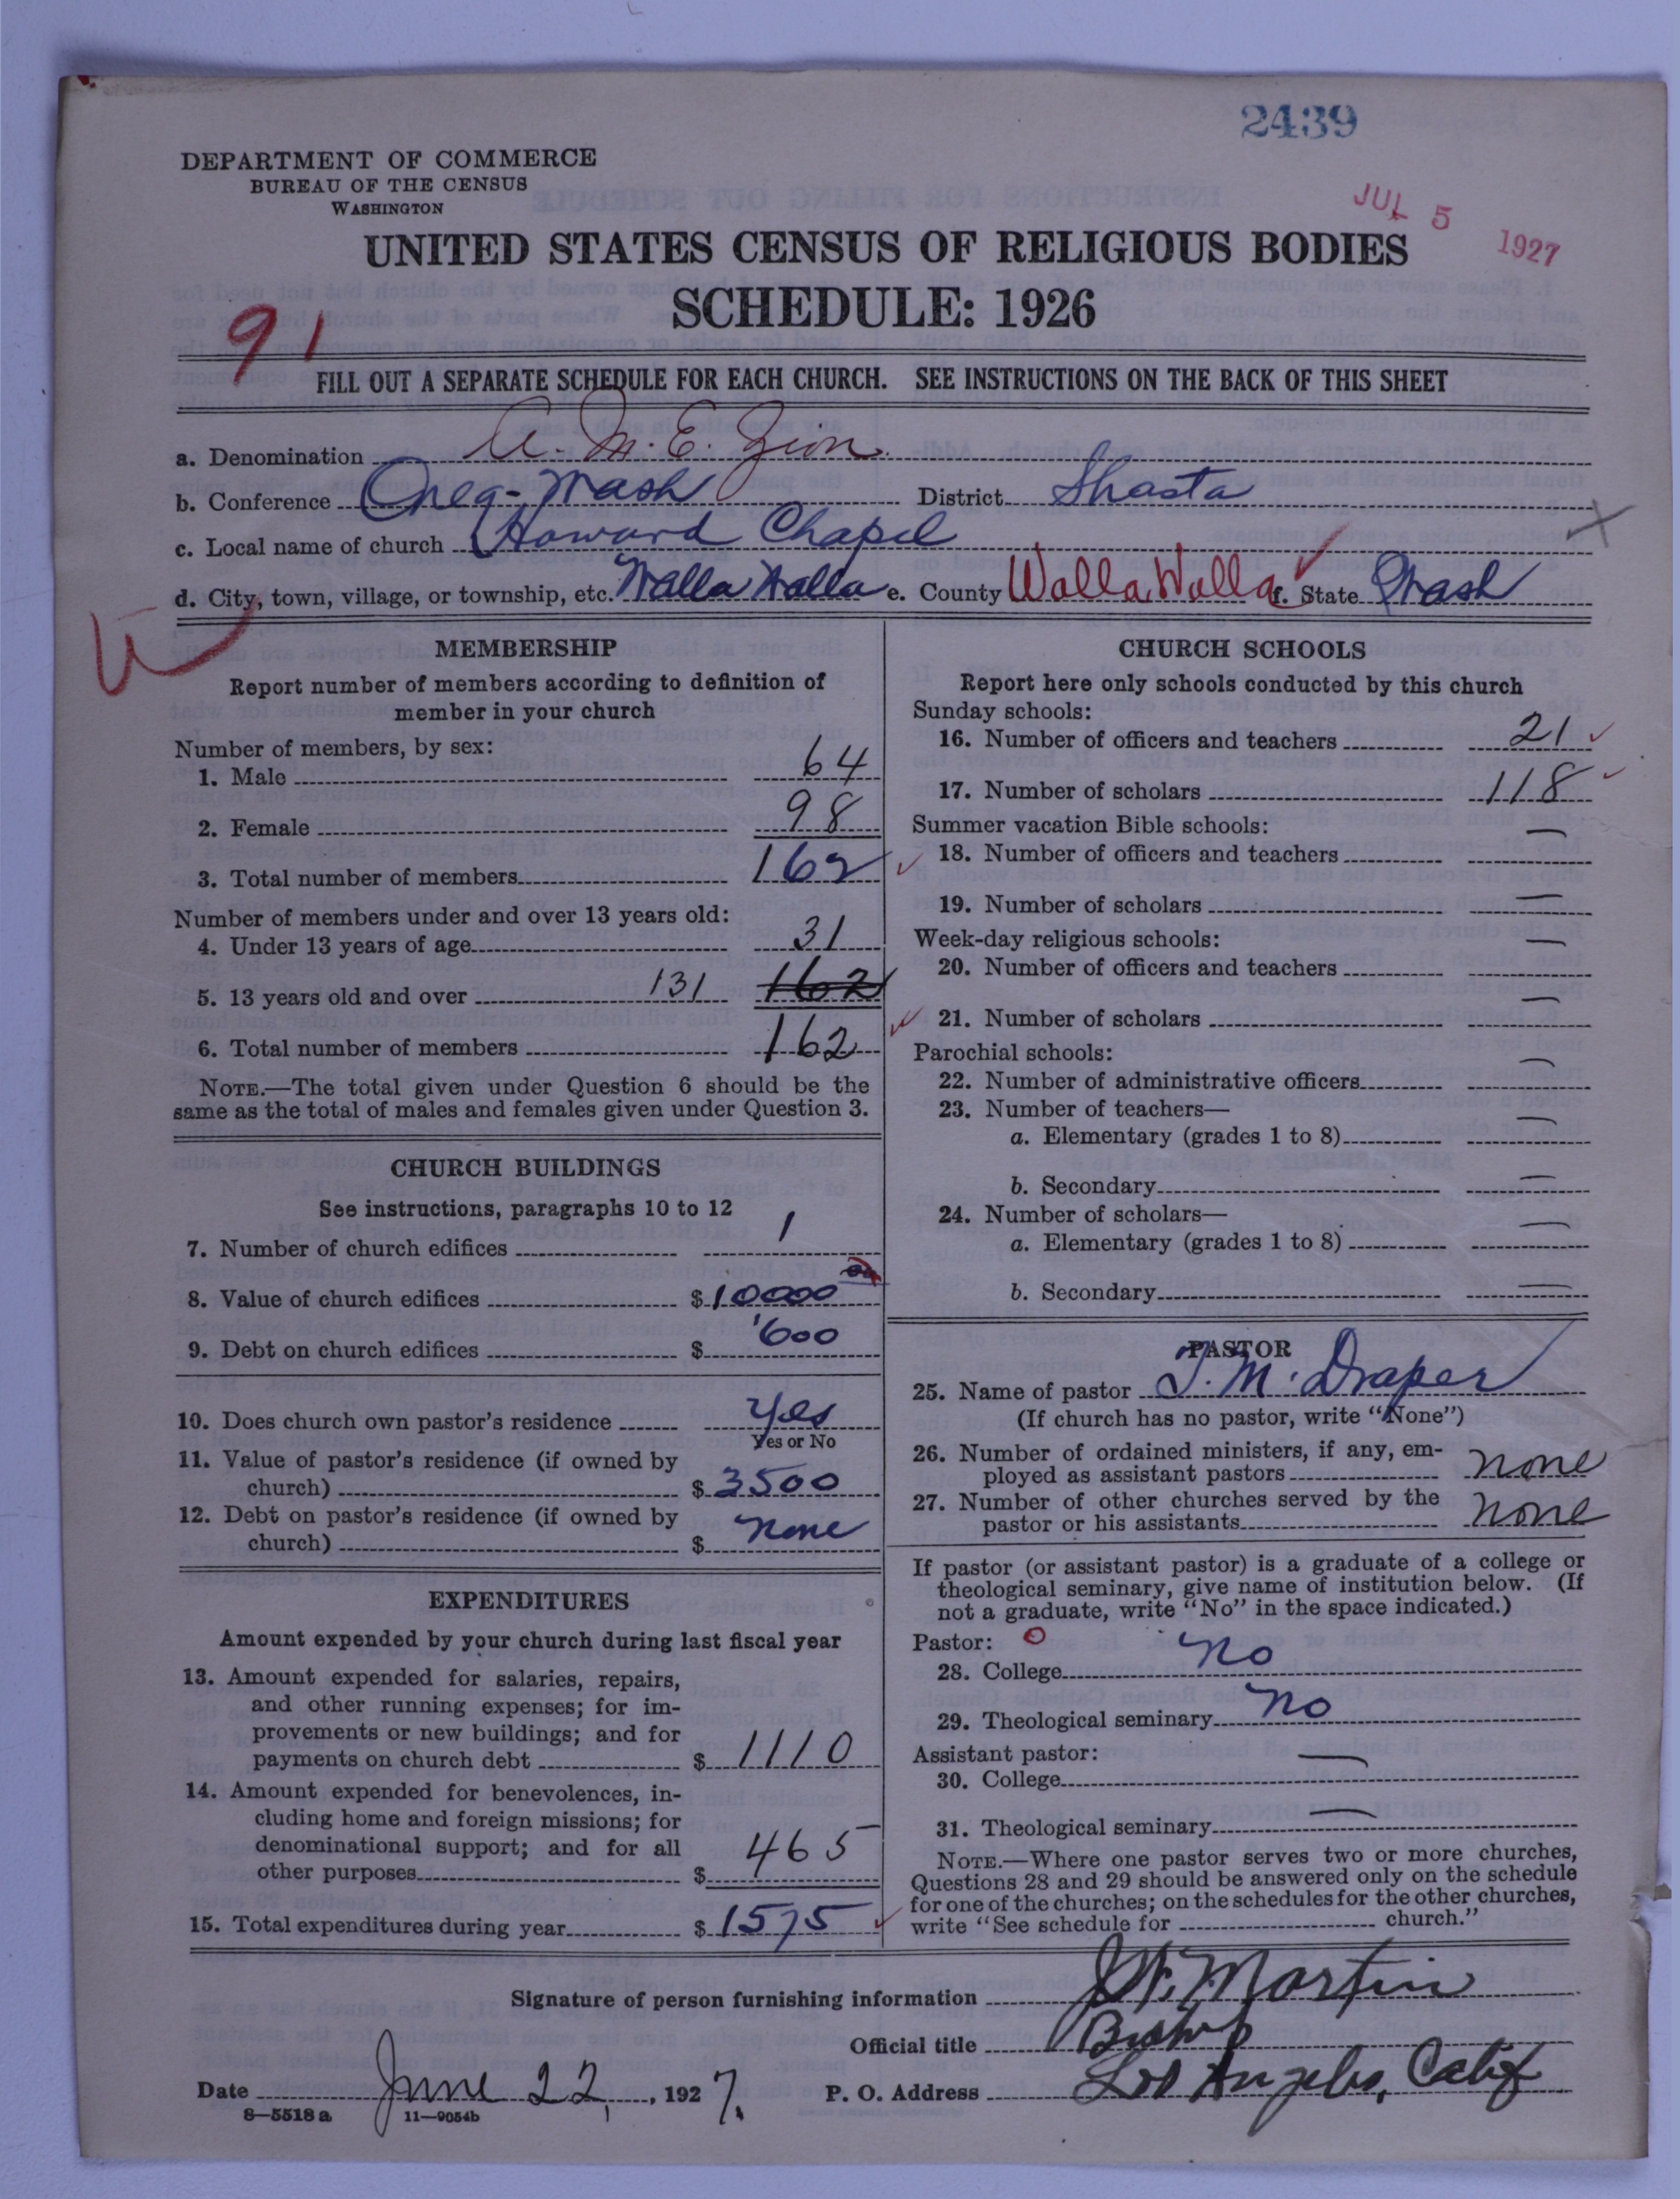 2439
DEPARTMENT OF COMMERCE
BUREAU OF THE CENSUS
WASHINGTON
JUL 5 1927
UNITED STATES CENSUS OF RELIGIOUS BODIES
SCHEDULE: 1926
91
FILL OUT A SEPARATE SCHEDULE FOR EACH CHURCH. SEE INSTRUCTIONS ON THE BACK OF THIS SHEET
a. Denomination A. M. E. Zion
b. Conference Oreg-Wash District Shasta
c. Local name of church Howard Chapel
d. City, town, village, or township, etc. Walla Walla e. County Walla Walla f. State Wash
MEMBERSHIP
Report number of members according to definition of
member in your church
Number of members, by sex:
1. Male 64
2. Female 98
3. Total number of members 162
Number of members under and over 13 years old:
4. Under 13 years of age 31
5. 13 years old and over 131 162
6. Total number of members 162
NOTE.—The total given under Question 6 should be the
same as the total of males and females given under Question 3.
CHURCH BUILDINGS
See instructions, paragraphs 10 to 12
7. Number of church edifices 1
8. Value of church edifices $10000
9. Debt on church edifices $ 600
10. Does church own pastor's residence Yes
Yes or No
11. Value of pastor's residence (if owned by
church) $ 3500
12. Debt on pastor's residence (if owned by
church) $ none
EXPENDITURES
Amount expended by your church during last fiscal year
13. Amount expended for salaries, repairs,
and other running expenses; for im-
provements or new buildings; and for
payments on church debt $ 1110
14. Amount expended for benevolences, in-
cluding home and foreign missions; for
denominational support; and for all
other purposes $ 465
15. Total expenditures during year $ 1575
CHURCH SCHOOLS
Report here only schools conducted by this church
Sunday schools:
16. Number of officers and teachers 21
17. Number of scholars 118
Summer vacation Bible schools:
18. Number of officers and teachers —
19. Number of scholars —
Week-day religious schools:
20. Number of officers and teachers —
21. Number of scholars —
Parochial schools:
22. Number of administrative officers —
23. Number of teachers—
a. Elementary (grades 1 to 8) —
b. Secondary —
24. Number of scholars—
a. Elementary (grades 1 to 8) —
b. Secondary —
PASTOR
25. Name of pastor J. M. Draper
(If church has no pastor, write "None")
26. Number of ordained ministers, if any, em-
ployed as assistant pastors none
27. Number of other churches served by the
pastor or his assistants none
If pastor (or assistant pastor) is a graduate of a college or
theological seminary, give name of institution below. (If
not a graduate, write "No" in the space indicated.)
Pastor: 0
28. College No
29. Theological seminary No
Assistant pastor:
30. College —
31. Theological seminary —
NOTE.—Where one pastor serves two or more churches,
Questions 28 and 29 should be answered only on the schedule
for one of the churches; on the schedules for the other churches,
write "See schedule for church."
Signature of person furnishing information J. W. Martin
Official title Bishop
Date June 22, 1927. P. O. Address Los Angeles, Calif
8—5518 a 11—9054b